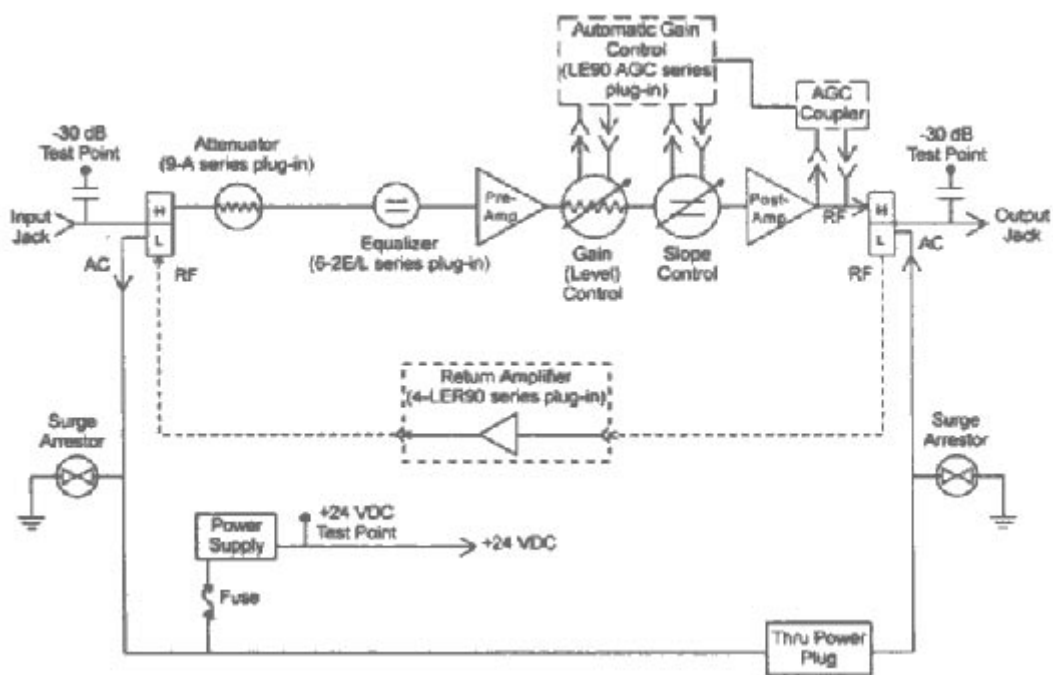 Automatic Gain
Control
(LE90 AGC series
plug-in)
AGC
Coupler
-30 dB
Test Point
Attenuator
(9-A series plug-in)
-30 dB
Test Point
Input
Jack
H
L
AC
RF
Equalizer
(6-2E/L series plug-in)
Pre-
Amp
Gain
(Level)
Control
Slope
Control
Post-
Amp
RF
H
L
AC
RF
Output
Jack
Return Amplifier
(4-LER90 series plug-in)
Surge
Arrestor
Surge
Arrestor
Power
Supply
+24 VDC
Test Point
+24 VDC
Fuse
Thru Power
Plug